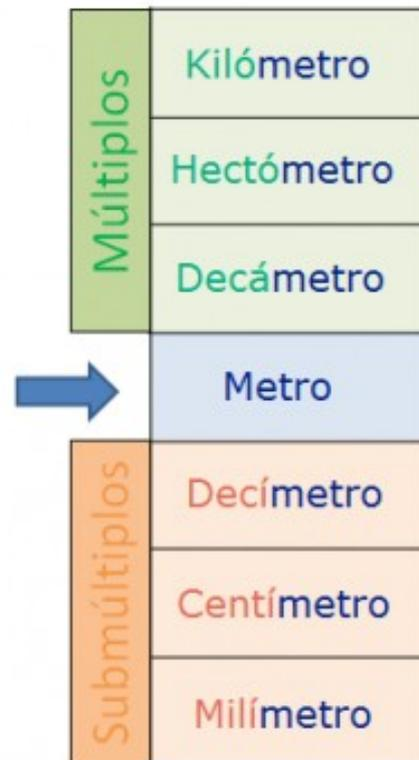 Múltiplos
Kilómetro
Hectómetro
Decámetro
Metro
Submúltiplos
Decímetro
Centímetro
Milímetro